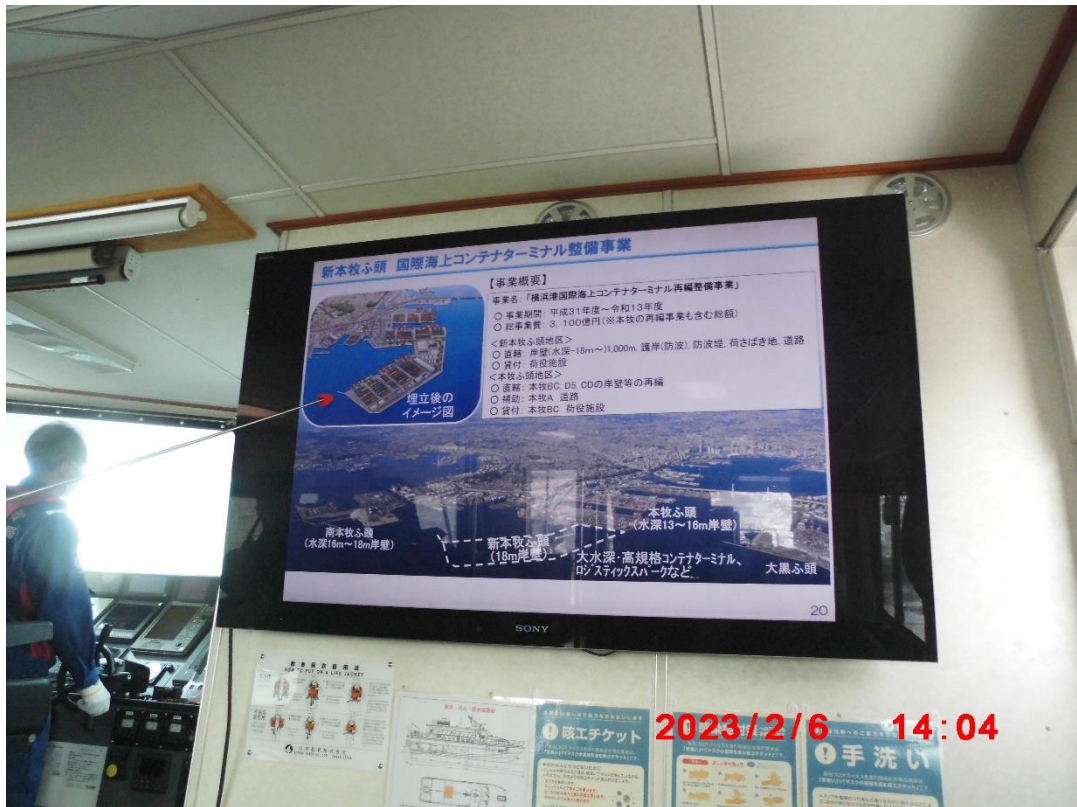 新本牧ふ頭 国際海上コンテナターミナル整備事業
【事業概要】
事業名:「横浜港国際海上コンテナターミナル再編整備事業」
○ 事業期間: 平成31年度～令和13年度
○ 総事業費: 3,100億円(※本牧の再編事業も含む総額)
<新本牧ふ頭地区>
○ 直轄: 岸壁(水深-18m～)1,000m, 護岸(防波), 防波堤, 荷さばき地, 道路
○ 貸付: 荷役施設
<本牧ふ頭地区>
○ 直轄: 本牧BC, D5, CDの岸壁等の再編
○ 補助: 本牧A 道路
○ 貸付: 本牧BC 荷役施設
埋立後の
イメージ図
南本牧ふ頭
(水深16m～18m岸壁)
新本牧ふ頭
(18m岸壁)
本牧ふ頭
(水深13～16m岸壁)
大水深・高規格コンテナターミナル、
ロジスティックスパークなど…
大黒ふ頭
20
SONY
HOW TO PUT ON A LIFE JACKET
咳エチケット
手洗い
2023/2/6 14:04